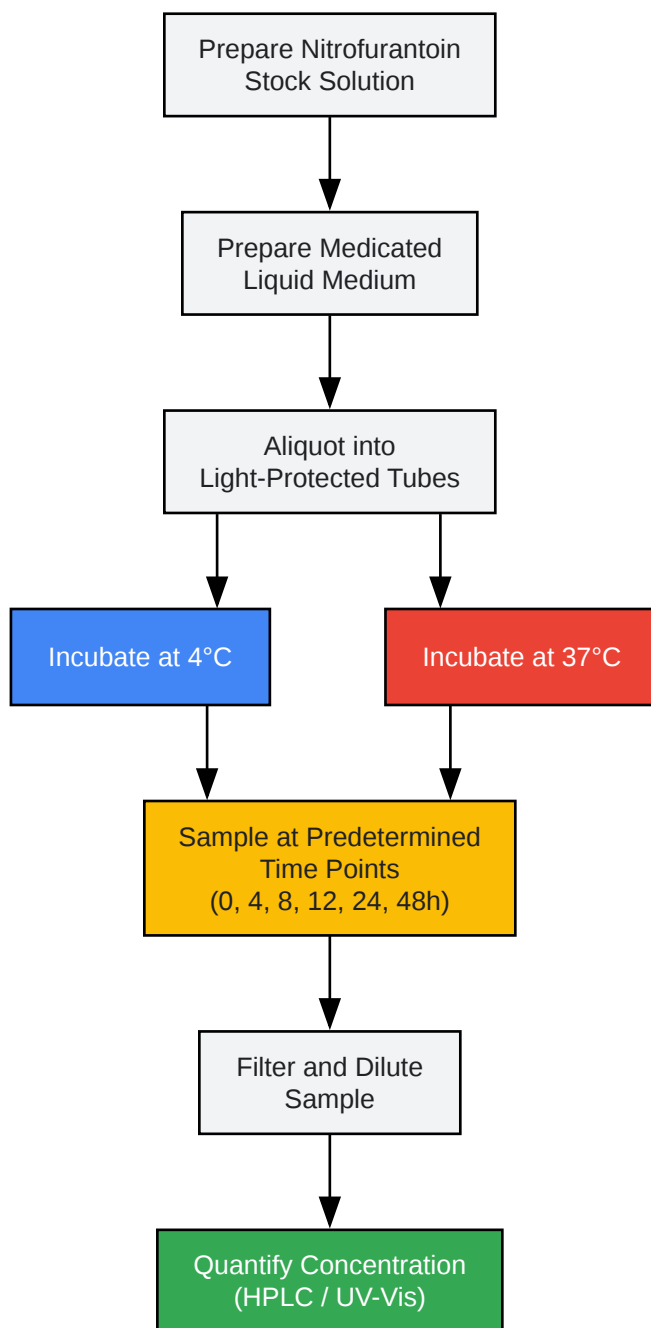 Prepare Nitrofurantoin
Stock Solution
Prepare Medicated
Liquid Medium
Aliquot into
Light-Protected Tubes
Incubate at 4°C
Incubate at 37°C
Sample at Predetermined
Time Points
(0, 4, 8, 12, 24, 48h)
Filter and Dilute
Sample
Quantify Concentration
(HPLC / UV-Vis)